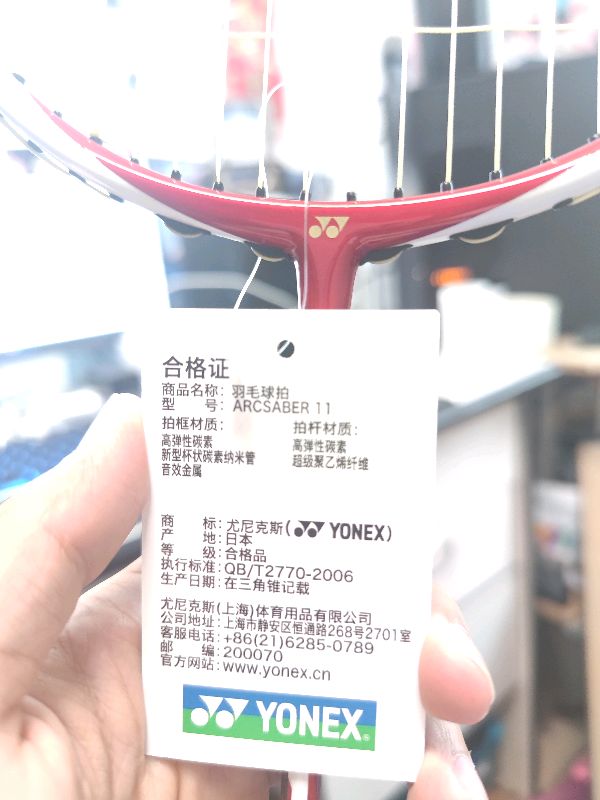 合格证
商品名称：羽毛球拍
型 号：ARCSABER 11
拍框材质： 拍杆材质：
高弹性碳素 高弹性碳素
新型杯状碳素纳米管 超级聚乙烯纤维
音效金属
商 标：尤尼克斯(YONEX)
产 地：日本
等 级：合格品
执行标准：QB/T2770-2006
生产日期：在三角锥记载
尤尼克斯(上海)体育用品有限公司
公司地址：上海市静安区恒通路268号2701室
客服电话：+86(21)6285-0789
邮 编：200070
官方网站：www.yonex.cn
YONEX®